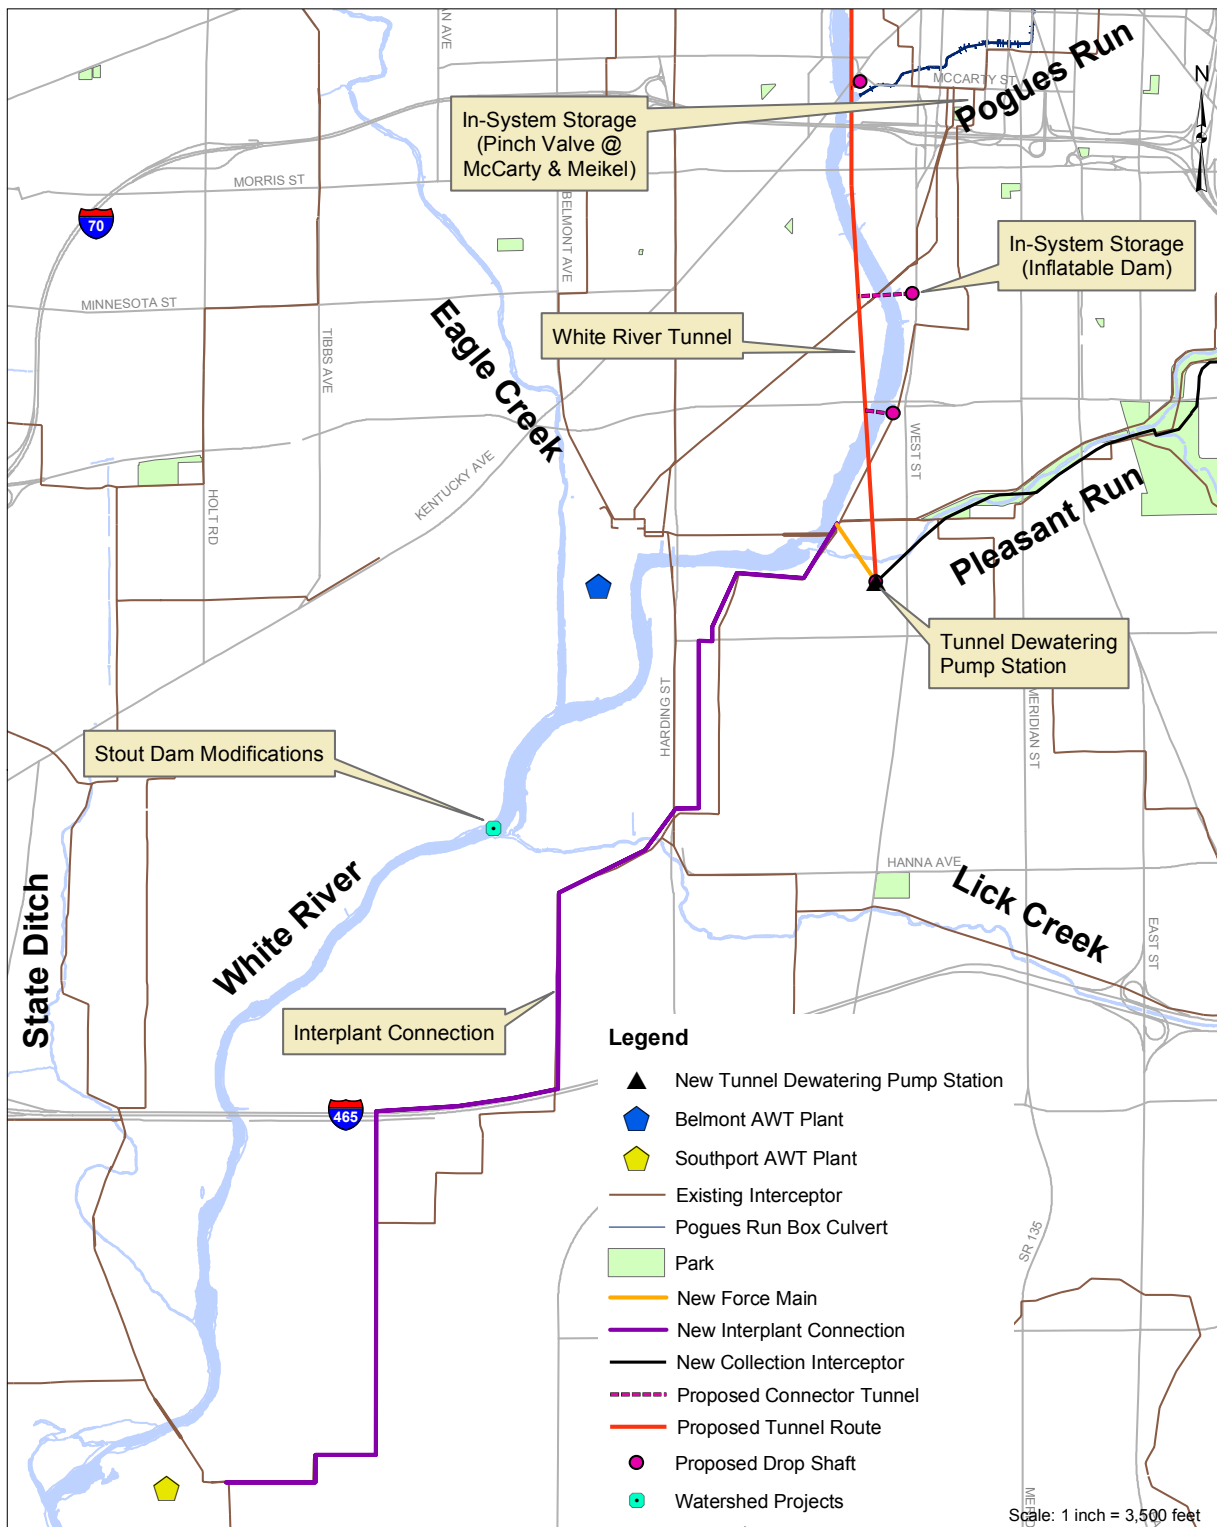 N
Pogues Run
MCCARTY ST
AN AVE
In-System Storage
(Pinch Valve @
McCarty & Meikel)
MORRIS ST
70
BELMONT AVE
In-System Storage
(Inflatable Dam)
MINNESOTA ST
TIBBS AVE
Eagle Creek
White River Tunnel
WEST ST
KENTUCKY AVE
HOLT RD
Pleasant Run
Tunnel Dewatering
Pump Station
HARDING ST
MERIDIAN ST
Stout Dam Modifications
HANNA AVE
Lick Creek
EAST ST
State Ditch
White River
Interplant Connection
465
Legend
New Tunnel Dewatering Pump Station
Belmont AWT Plant
Southport AWT Plant
Existing Interceptor
Pogues Run Box Culvert
Park
New Force Main
New Interplant Connection
New Collection Interceptor
Proposed Connector Tunnel
Proposed Tunnel Route
Proposed Drop Shaft
Watershed Projects
SR 135
MERID
Scale: 1 inch = 3,500 feet